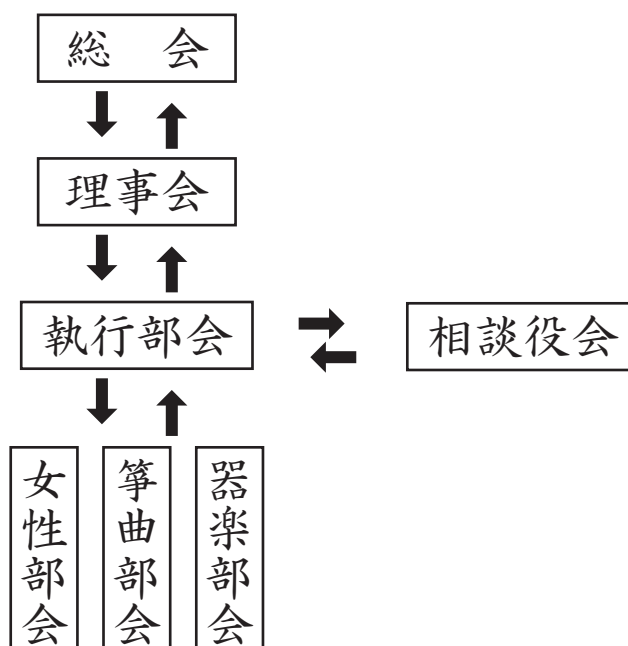 総　会
理事会
執行部会
相談役会
女性部会
箏曲部会
器楽部会